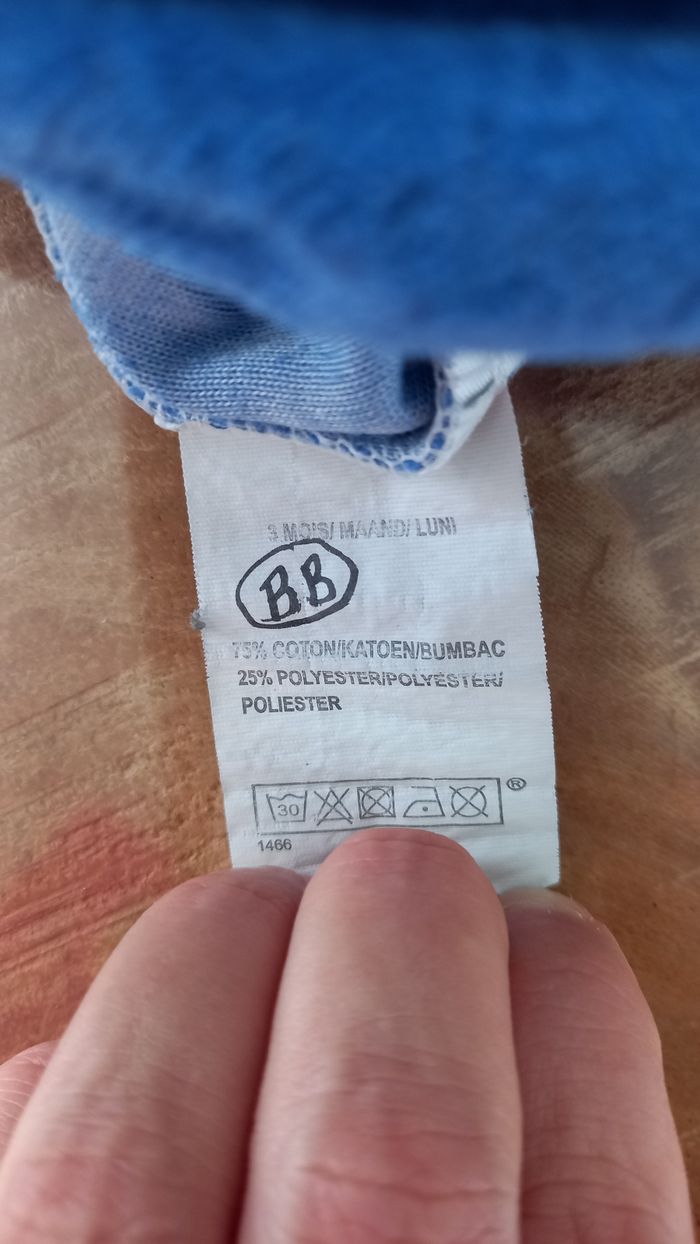 3 MOIS/ MAAND/ LUNI
BB
75% COTON/KATOEN/BUMBAC
25% POLYESTER/POLYESTER/
POLIESTER
30
®
1466